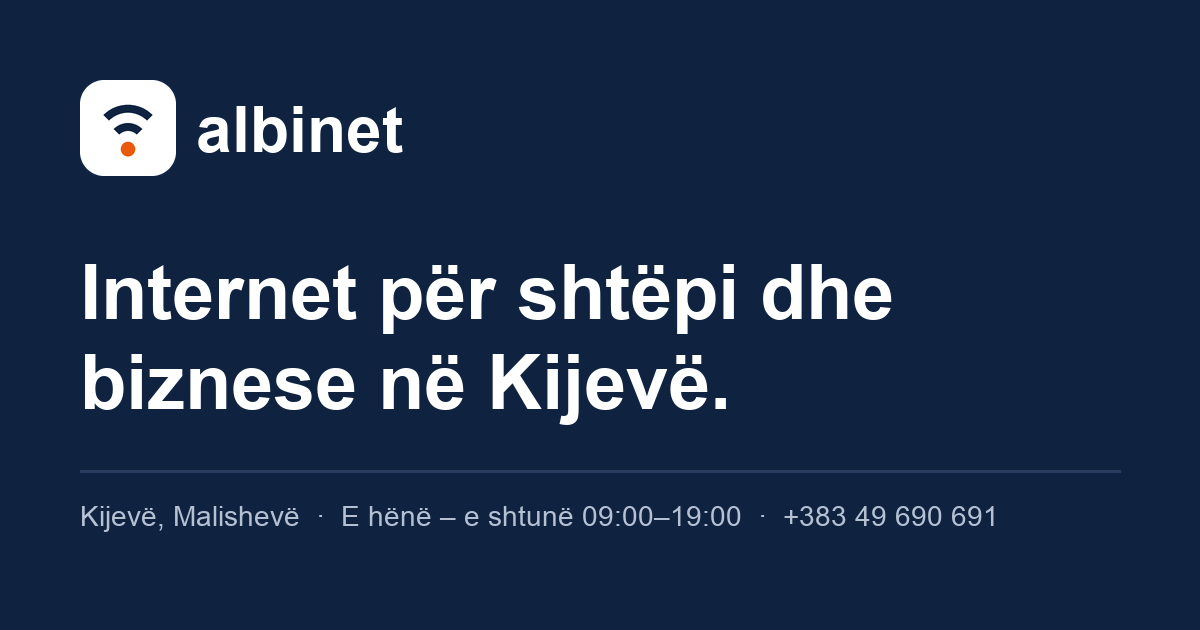 albinet
Internet për shtëpi dhe
biznese në Kijevë.
Kijevë, Malishevë · E hënë – e shtunë 09:00–19:00 · +383 49 690 691